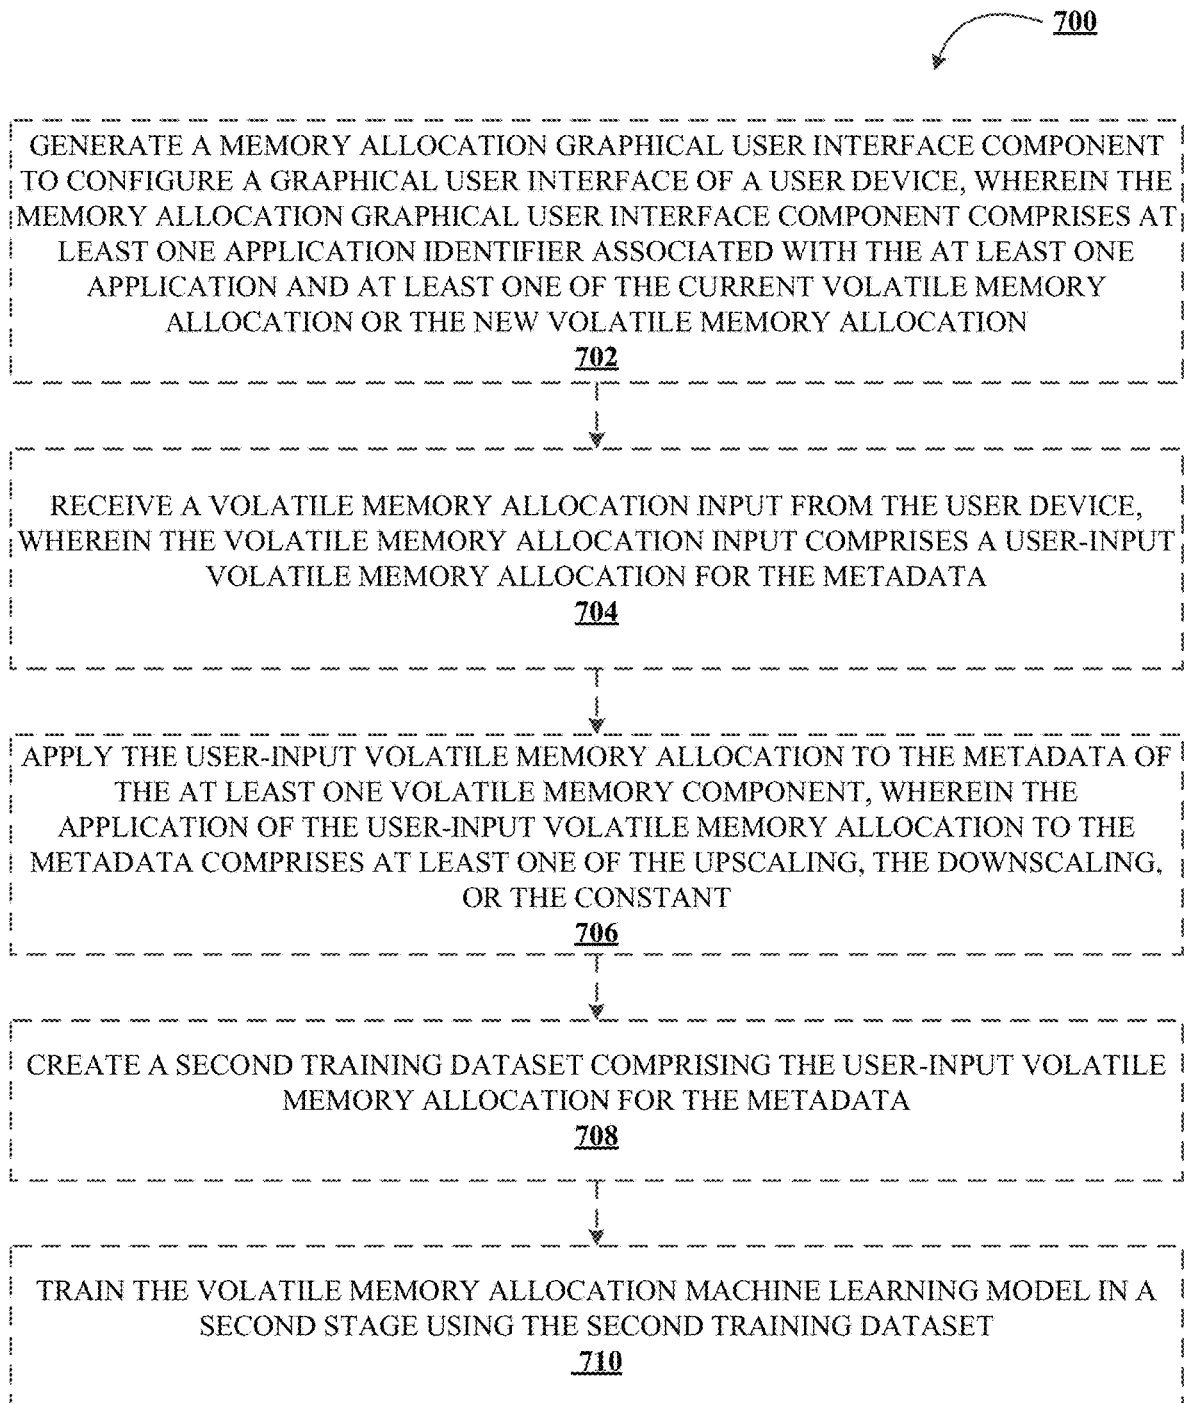 700
GENERATE A MEMORY ALLOCATION GRAPHICAL USER INTERFACE COMPONENT
TO CONFIGURE A GRAPHICAL USER INTERFACE OF A USER DEVICE, WHEREIN THE
MEMORY ALLOCATION GRAPHICAL USER INTERFACE COMPONENT COMPRISES AT
LEAST ONE APPLICATION IDENTIFIER ASSOCIATED WITH THE AT LEAST ONE
APPLICATION AND AT LEAST ONE OF THE CURRENT VOLATILE MEMORY
ALLOCATION OR THE NEW VOLATILE MEMORY ALLOCATION
702
RECEIVE A VOLATILE MEMORY ALLOCATION INPUT FROM THE USER DEVICE,
WHEREIN THE VOLATILE MEMORY ALLOCATION INPUT COMPRISES A USER-INPUT
VOLATILE MEMORY ALLOCATION FOR THE METADATA
704
APPLY THE USER-INPUT VOLATILE MEMORY ALLOCATION TO THE METADATA OF
THE AT LEAST ONE VOLATILE MEMORY COMPONENT, WHEREIN THE
APPLICATION OF THE USER-INPUT VOLATILE MEMORY ALLOCATION TO THE
METADATA COMPRISES AT LEAST ONE OF THE UPSCALING, THE DOWNSCALING,
OR THE CONSTANT
706
CREATE A SECOND TRAINING DATASET COMPRISING THE USER-INPUT VOLATILE
MEMORY ALLOCATION FOR THE METADATA
708
TRAIN THE VOLATILE MEMORY ALLOCATION MACHINE LEARNING MODEL IN A
SECOND STAGE USING THE SECOND TRAINING DATASET
710